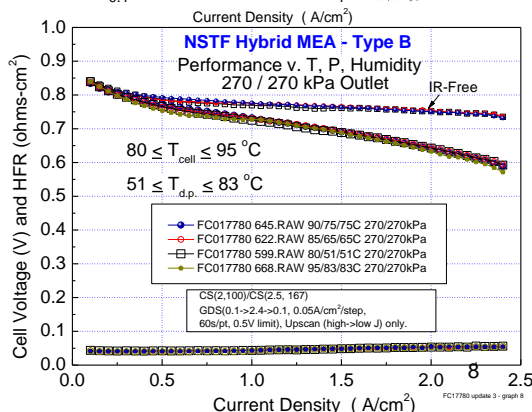 Current Density ( A/cm²)
NSTF Hybrid MEA - Type B
Performance v. T, P, Humidity
270 / 270 kPa Outlet
IR-Free
80 ≤ Tcell ≤ 95 °C
51 ≤ Td.p. ≤ 83 °C
FC017780 645.RAW 90/75/75C 270/270kPa
FC017780 622.RAW 85/65/65C 270/270kPa
FC017780 599.RAW 80/51/51C 270/270kPa
FC017780 668.RAW 95/83/83C 270/270kPa
CS(2,100)/CS(2.5, 167)
GDS(0.1->2.4->0.1, 0.05A/cm²/step,
60s/pt, 0.5V limit), Upscan (high->low J) only.
Cell Voltage (V) and HFR (ohms-cm²)
1.0
0.9
0.8
0.7
0.6
0.5
0.4
0.3
0.2
0.1
0.0
0.0 0.5 1.0 1.5 2.0 2.5
8
FC17780 update 3 - graph 8
Current Density ( A/cm²)